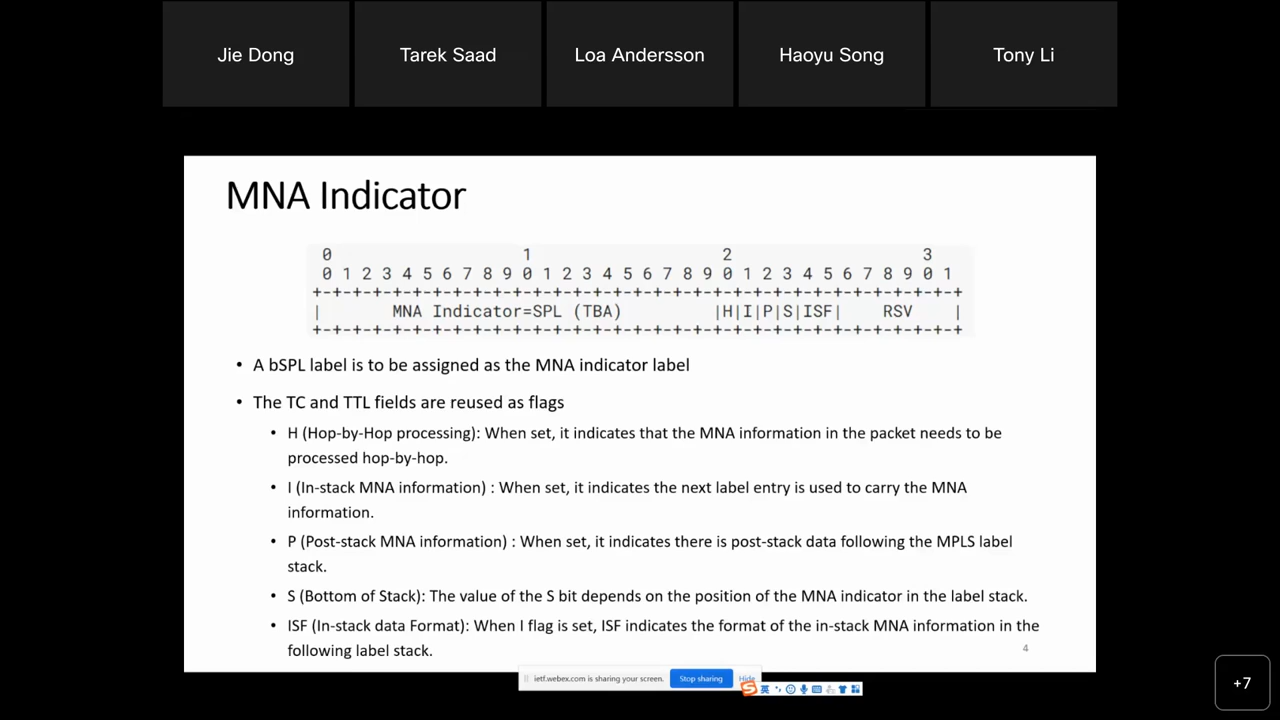 Jie Dong
Tarek Saad
Loa Andersson
Haoyu Song
Tony Li
MNA Indicator
0 1 2 3
0 1 2 3 4 5 6 7 8 9 0 1 2 3 4 5 6 7 8 9 0 1 2 3 4 5 6 7 8 9 0 1
+-+-+-+-+-+-+-+-+-+-+-+-+-+-+-+-+-+-+-+-+-+-+-+-+-+-+-+-+-+-+-+-+
| MNA Indicator=SPL (TBA) |H|I|P|S|ISF| RSV |
+-+-+-+-+-+-+-+-+-+-+-+-+-+-+-+-+-+-+-+-+-+-+-+-+-+-+-+-+-+-+-+-+
• A bSPL label is to be assigned as the MNA indicator label
• The TC and TTL fields are reused as flags
• H (Hop-by-Hop processing): When set, it indicates that the MNA information in the packet needs to be
processed hop-by-hop.
• I (In-stack MNA information) : When set, it indicates the next label entry is used to carry the MNA
information.
• P (Post-stack MNA information) : When set, it indicates there is post-stack data following the MPLS label
stack.
• S (Bottom of Stack): The value of the S bit depends on the position of the MNA indicator in the label stack.
• ISF (In-stack data Format): When I flag is set, ISF indicates the format of the in-stack MNA information in the
following label stack.
4
ietf.webex.com is sharing your screen.
Stop sharing
Hide
英
+7